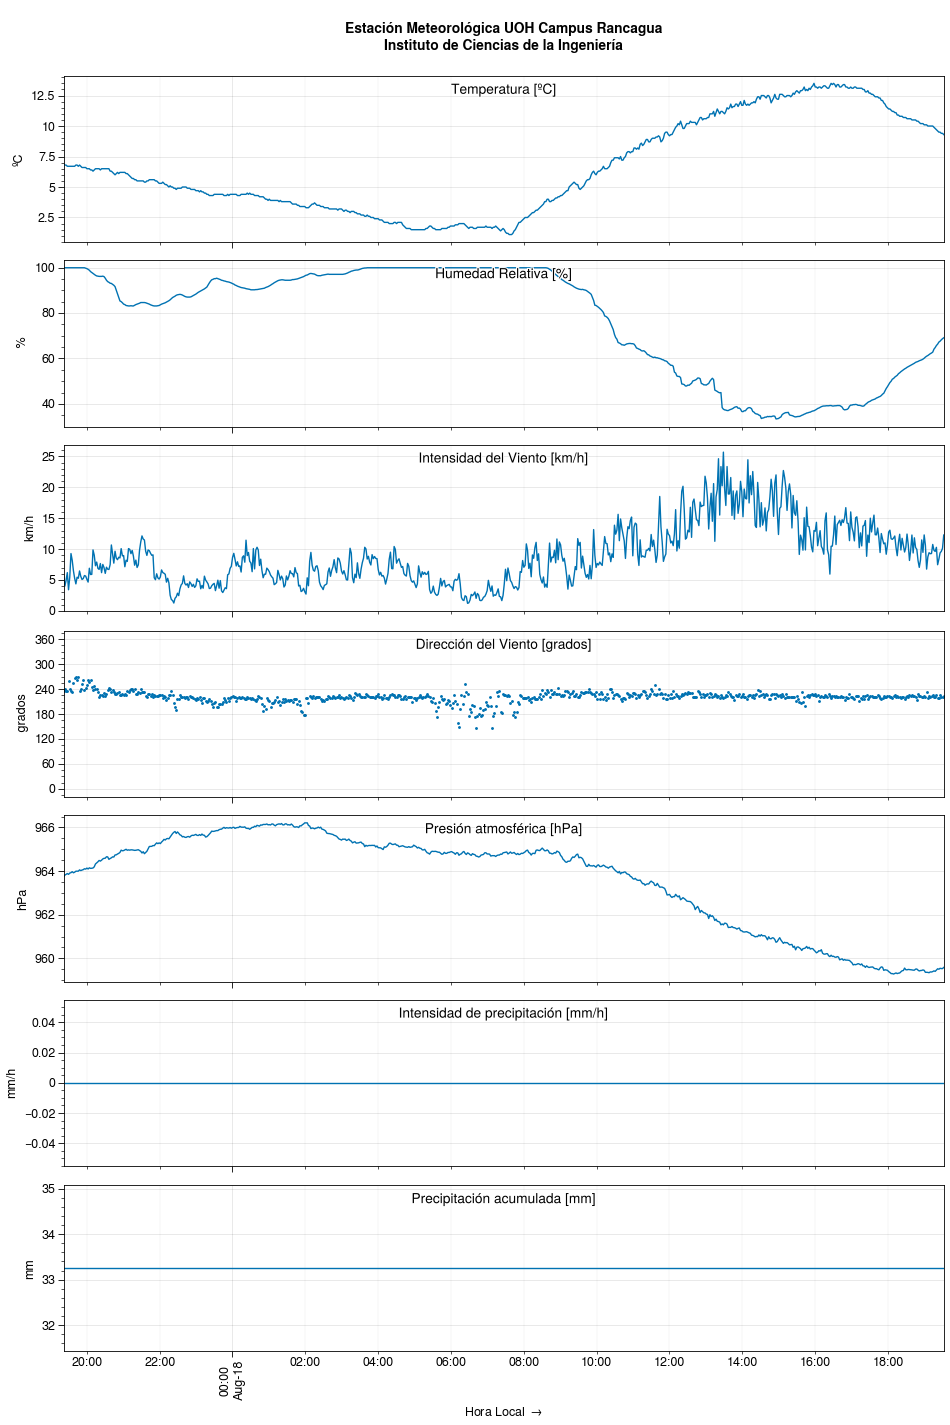 Estación Meteorológica UOH Campus Rancagua
Instituto de Ciencias de la Ingeniería
Temperatura [ºC]
12.5
10
7.5
5
2.5
ºC
Humedad Relativa [%]
100
80
60
40
%
Intensidad del Viento [km/h]
25
20
15
10
5
0
km/h
Dirección del Viento [grados]
360
300
240
180
120
60
0
grados
Presión atmosférica [hPa]
966
964
962
960
hPa
Intensidad de precipitación [mm/h]
0.04
0.02
0
−0.02
−0.04
mm/h
Precipitación acumulada [mm]
35
34
33
32
mm
20:00 22:00 00:00 02:00 04:00 06:00 08:00 10:00 12:00 14:00 16:00 18:00
Aug-18
Hora Local →